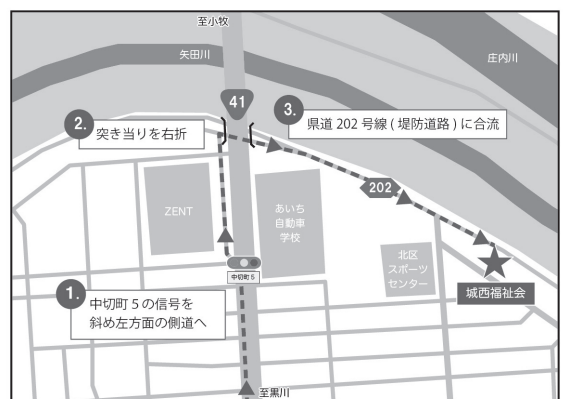 至小牧
矢田川
庄内川
41
2.
突き当りを右折
3.
県道 202 号線 ( 堤防道路 ) に合流
202
ZENT
あいち
自動車
学校
北区
スポーツ
センター
中切町 5
城西福祉会
1.
中切町 5 の信号を
斜め左方面の側道へ
至黒川